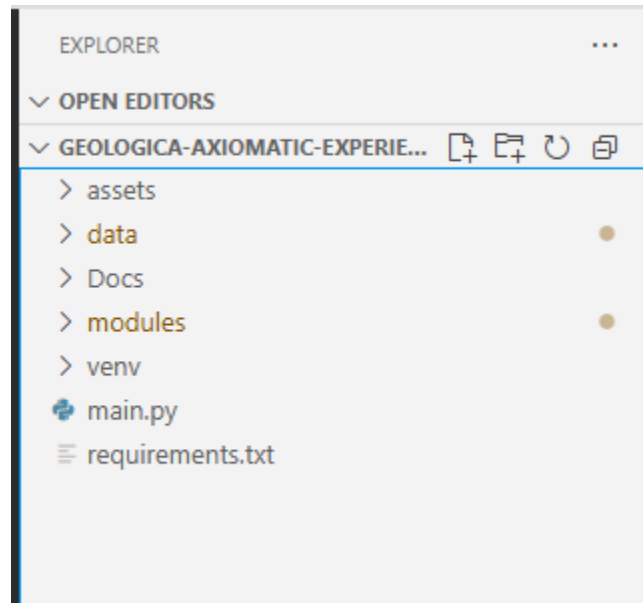 EXPLORER
OPEN EDITORS
GEOLOGICA-AXIOMATIC-EXPERIE...
assets
data
Docs
modules
venv
main.py
requirements.txt